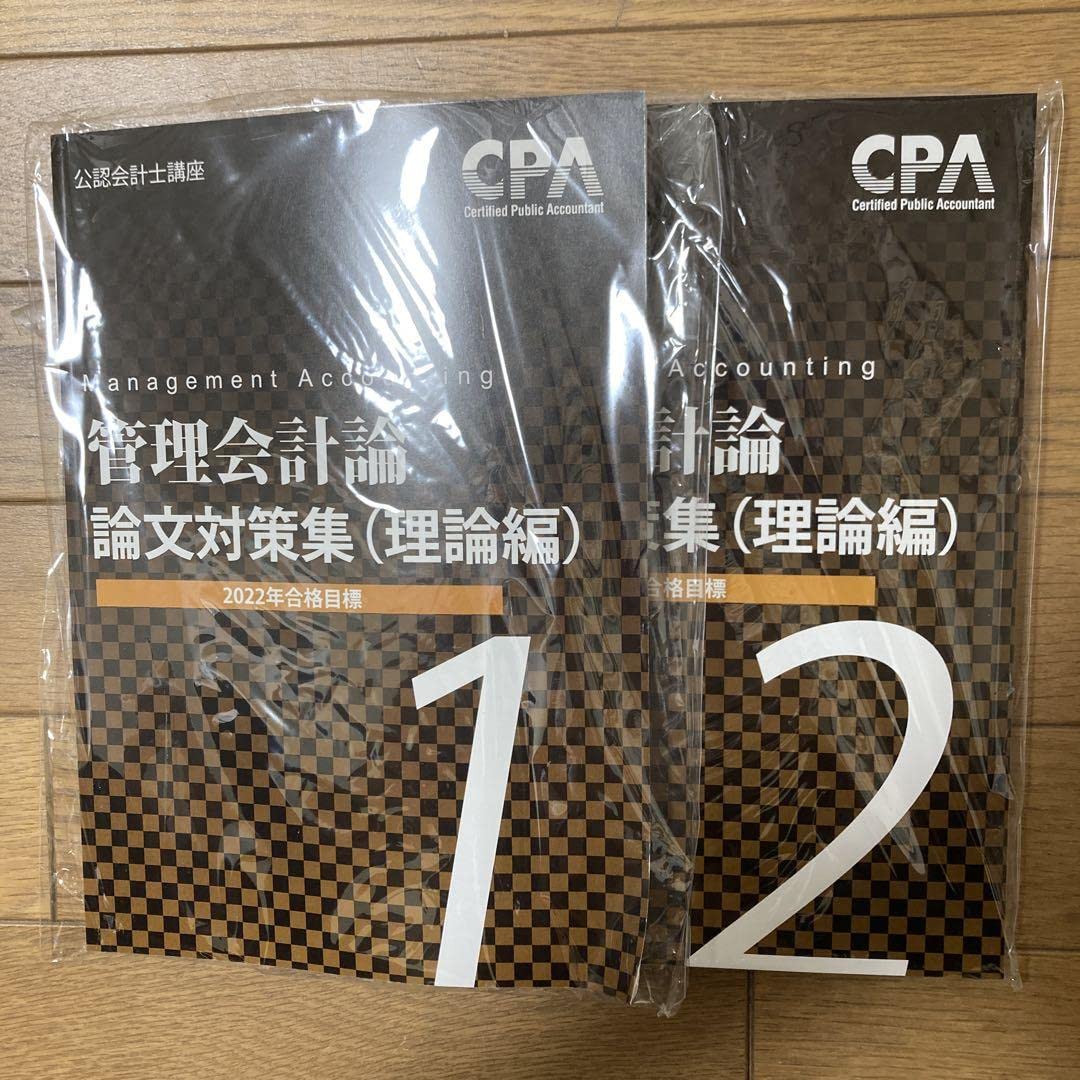 公認会計士講座
CPA
Certified Public Accountant
Management Accounting
管理会計論
論文対策集(理論編)
2022年合格目標
1
CPA
Certified Public Accountant
Accounting
計論
策集(理論編)
合格目標
2